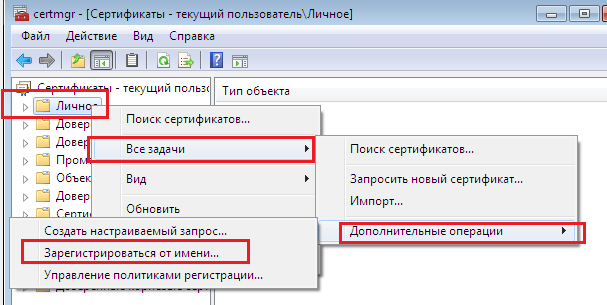 certmgr - [Сертификаты - текущий пользователь\Личное]
Файл Действие Вид Справка
Сертификаты - текущий пользо
Тип объекта
Личное
Поиск сертификатов...
Все задачи
Вид
Обновить
Поиск сертификатов...
Запросить новый сертификат...
Импорт...
Дополнительные операции
Создать настраиваемый запрос...
Зарегистрироваться от имени...
Управление политиками регистрации...
Довер
Довер
Пром
Объек
Довер
Серти